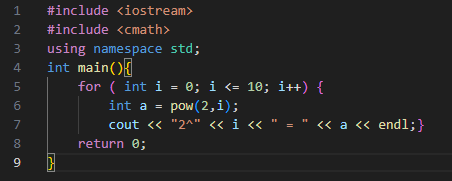 1 #include <iostream>
2 #include <cmath>
3 using namespace std;
4 int main(){
5     for ( int i = 0; i <= 10; i++) {
6         int a = pow(2,i);
7         cout << "2^" << i << " = " << a << endl;}
8     return 0;
9 }